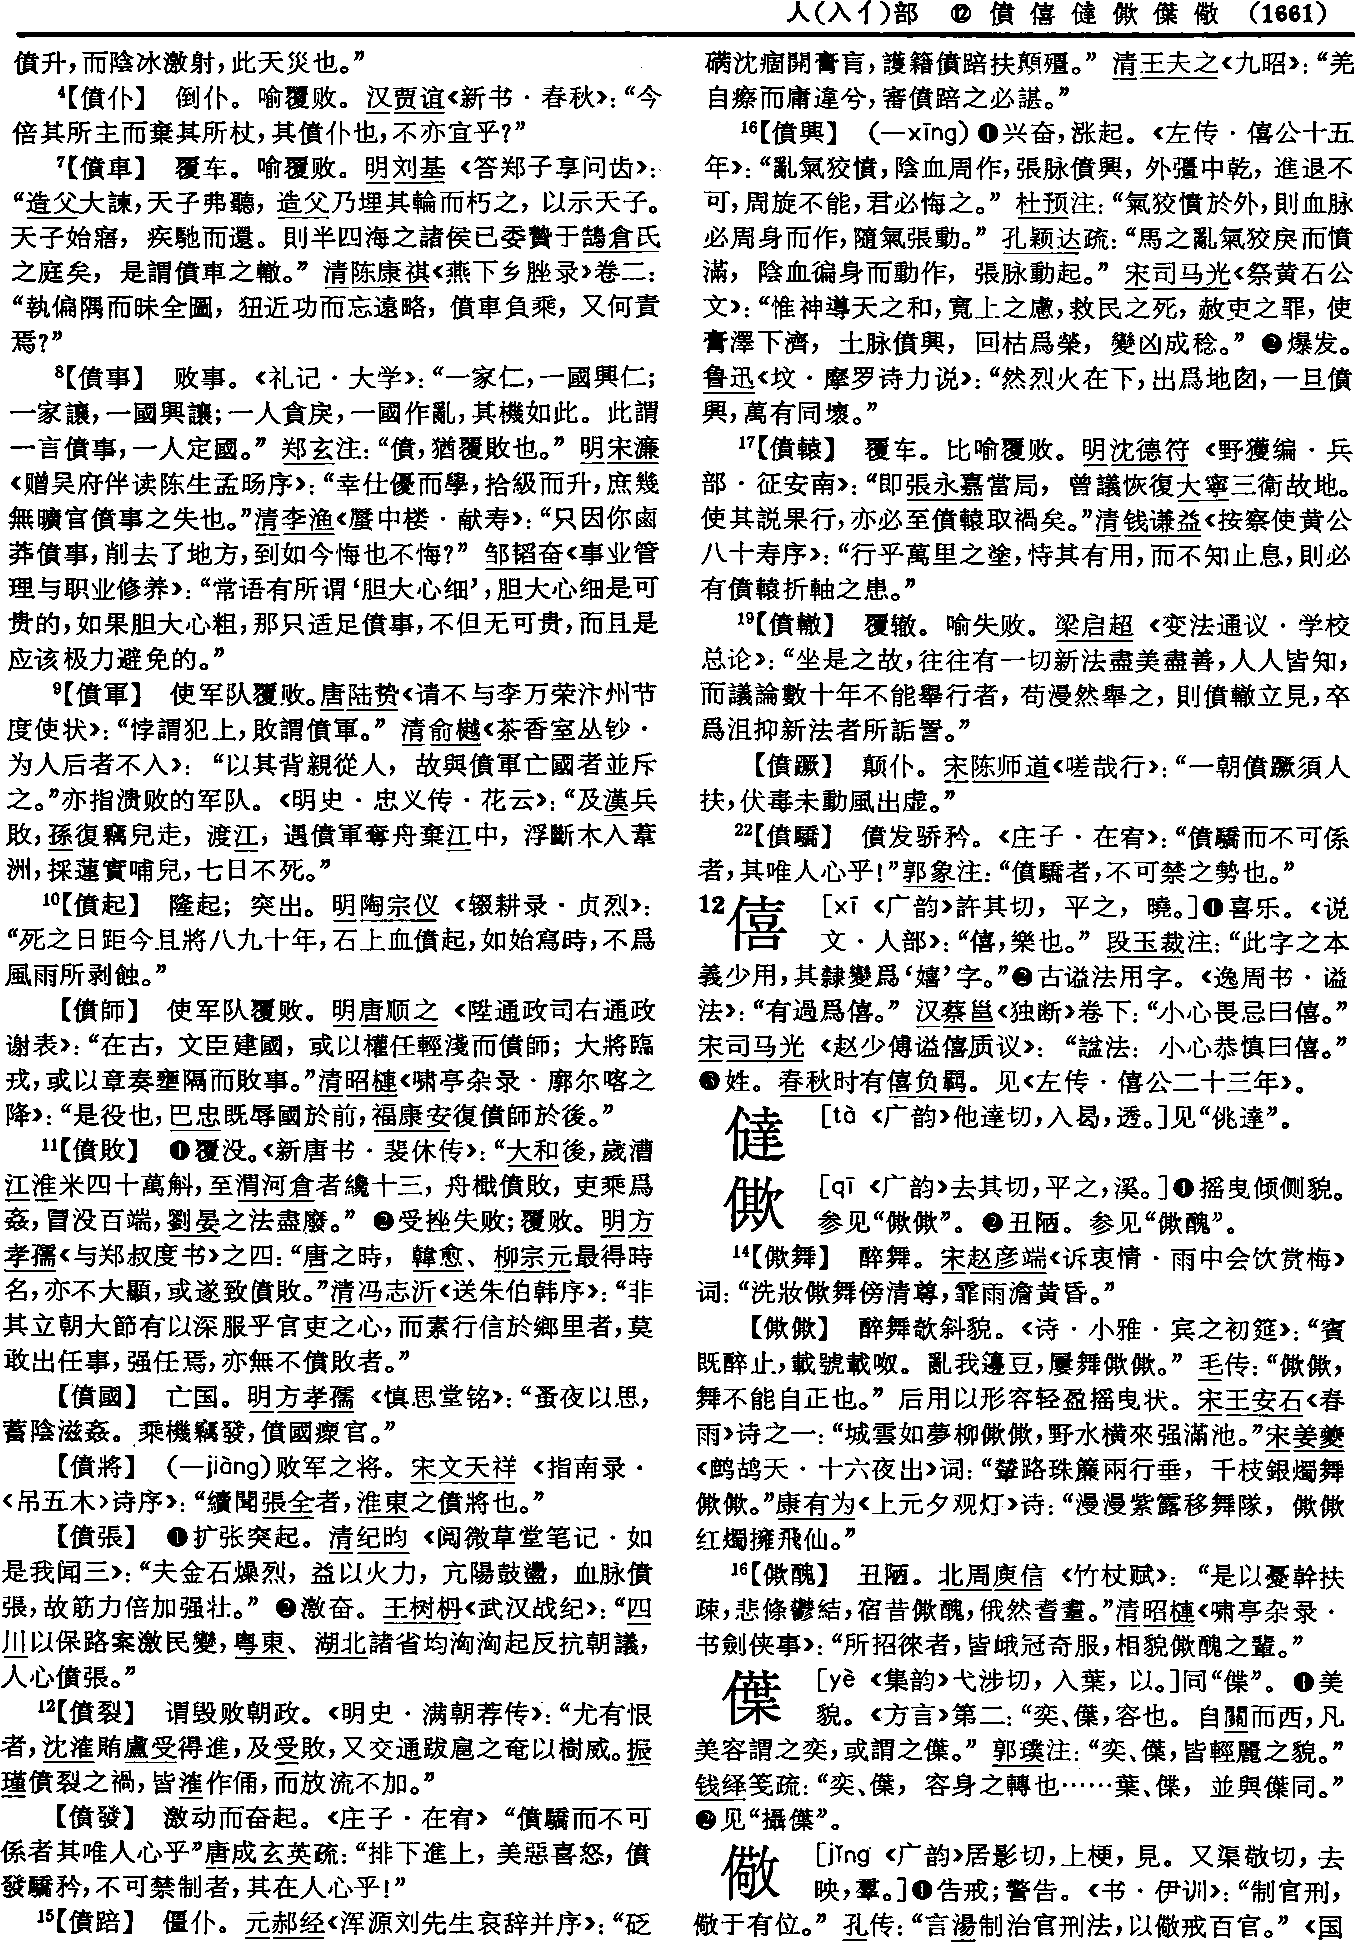 人(入亻)部 ⑫ 僨 僖 僆 僛 僷 儆 (1661)
僨升,而陰冰激射,此天災也。”
⁴【僨仆】 倒仆。喻覆败。汉贾谊《新书·春秋》:“今
倍其所主而棄其所杖,其僨仆也,不亦宜乎?”
⁷【僨車】 覆车。喻覆败。明刘基《答郑子享问齿》:
“造父大諫,天子弗聽,造父乃埋其輪而朽之,以示天子。
天子始寤,疾馳而還。則半四海之諸侯已委贄于鵠倉氏
之庭矣,是謂僨車之轍。”清陈康祺《燕下乡脞录》卷二:
“執偏隅而昧全圖,狃近功而忘遠略,僨車負乘,又何責
焉?”
⁸【僨事】 败事。《礼记·大学》:“一家仁,一國興仁;
一家讓,一國興讓;一人貪戾,一國作亂,其機如此。此謂
一言僨事,一人定國。”郑玄注:“僨,猶覆敗也。”明宋濂
《赠吴府伴读陈生孟旸序》:“幸仕優而學,拾級而升,庶幾
無曠官僨事之失也。”清李渔《蜃中楼·献寿》:“只因你鹵
莽僨事,削去了地方,到如今悔也不悔?”邹韬奋《事业管
理与职业修养》:“常语有所谓‘胆大心细’,胆大心细是可
贵的,如果胆大心粗,那只适足僨事,不但无可贵,而且是
应该极力避免的。”
⁹【僨軍】 使军队覆败。唐陆贽《请不与李万荣汴州节
度使状》:“悖謂犯上,敗謂僨軍。”清俞樾《茶香室丛钞·
为人后者不入》:“以其背親從人,故與僨軍亡國者並斥
之。”亦指溃败的军队。《明史·忠义传·花云》:“及漢兵
敗,孫復竊兒走,渡江,遇僨軍奪舟棄江中,浮斷木入葦
洲,採蓮實哺兒,七日不死。”
¹⁰【僨起】 隆起;突出。明陶宗仪《辍耕录·贞烈》:
“死之日距今且將八九十年,石上血僨起,如始寫時,不爲
風雨所剥蝕。”
【僨師】 使军队覆败。明唐顺之《陞通政司右通政
谢表》:“在古,文臣建國,或以權任輕淺而僨師;大將臨
戎,或以章奏壅隔而敗事。”清昭槤《啸亭杂录·廓尔喀之
降》:“是役也,巴忠既辱國於前,福康安復僨師於後。”
¹¹【僨敗】 ❶覆没。《新唐书·裴休传》:“大和後,歲漕
江淮米四十萬斛,至渭河倉者纔十三,舟檝僨敗,吏乘爲
姦,冒没百端,劉晏之法盡廢。”❷受挫失败;覆败。明方
孝孺《与郑叔度书》之四:“唐之時,韓愈、柳宗元最得時
名,亦不大顯,或遂致僨敗。”清冯志沂《送朱伯韩序》:“非
其立朝大節有以深服乎官吏之心,而素行信於鄉里者,莫
敢出任事,强任焉,亦無不僨敗者。”
【僨國】 亡国。明方孝孺《慎思堂铭》:“蚤夜以思,
蓄陰滋姦。乘機竊發,僨國瘝官。”
【僨將】 (—jiàng)败军之将。宋文天祥《指南录·
〈吊五木〉诗序》:“續聞張全者,淮東之僨將也。”
【僨張】 ❶扩张突起。清纪昀《阅微草堂笔记·如
是我闻三》:“夫金石燥烈,益以火力,亢陽鼓盪,血脉僨
張,故筋力倍加强壮。”❷激奋。王树枬《武汉战纪》:“四
川以保路案激民變,粤東、湖北諸省均洶洶起反抗朝議,
人心僨張。”
¹²【僨裂】 谓毁败朝政。《明史·满朝荐传》:“尤有恨
者,沈㴶賄盧受得進,及受敗,又交通跋扈之奄以樹威。振
瑾僨裂之禍,皆㴶作俑,而放流不加。”
【僨發】 激动而奋起。《庄子·在宥》“僨驕而不可
係者其唯人心乎”唐成玄英疏:“排下進上,美惡喜怒,僨
發驕矜,不可禁制者,其在人心乎!”
¹⁵【僨踣】 僵仆。元郝经《浑源刘先生哀辞并序》:“砭
磷沈痼開膏肓,護籍僨踣扶顛殭。”清王夫之《九昭》:“羌
自瘵而庸違兮,審僨踣之必諶。”
¹⁶【僨興】 (—xīng)❶兴奋,涨起。《左传·僖公十五
年》:“亂氣狡憤,陰血周作,張脉僨興,外彊中乾,進退不
可,周旋不能,君必悔之。”杜预注:“氣狡憤於外,則血脉
必周身而作,隨氣張動。”孔颖达疏:“馬之亂氣狡戾而憤
滿,陰血徧身而動作,張脉動起。”宋司马光《祭黄石公
文》:“惟神導天之和,寬上之慮,救民之死,赦吏之罪,使
膏澤下濟,土脉僨興,回枯爲榮,變凶成稔。”❷爆发。
鲁迅《坟·摩罗诗力说》:“然烈火在下,出爲地囱,一旦僨
興,萬有同壞。”
¹⁷【僨轅】 覆车。比喻覆败。明沈德符《野獲编·兵
部·征安南》:“即張永嘉當局,曾議恢復大寧三衛故地。
使其説果行,亦必至僨轅取禍矣。”清钱谦益《按察使黄公
八十寿序》:“行乎萬里之塗,恃其有用,而不知止息,則必
有僨轅折軸之患。”
¹⁹【僨轍】 覆辙。喻失败。梁启超《变法通议·学校
总论》:“坐是之故,往往有一切新法盡美盡善,人人皆知,
而議論數十年不能舉行者,苟漫然舉之,則僨轍立見,卒
爲沮抑新法者所詬詈。”
【僨蹶】 颠仆。宋陈师道《嗟哉行》:“一朝僨蹶須人
扶,伏毒未動風出虚。”
²²【僨驕】 僨发骄矜。《庄子·在宥》:“僨驕而不可係
者,其唯人心乎!”郭象注:“僨驕者,不可禁之勢也。”
12 僖 [xī《广韵》許其切,平之,曉。]❶喜乐。《说
文·人部》:“僖,樂也。”段玉裁注:“此字之本
義少用,其隸變爲‘嬉’字。”❷古谥法用字。《逸周书·谥
法》:“有過爲僖。”汉蔡邕《独断》卷下:“小心畏忌曰僖。”
宋司马光《赵少傅谥僖质议》:“諡法:小心恭慎曰僖。”
❸姓。春秋时有僖负羁。见《左传·僖公二十三年》。
㒓 [tà《广韵》他達切,入曷,透。]见“佻達”。
僛 [qī《广韵》去其切,平之,溪。]❶摇曳倾侧貌。
参见“僛僛”。❷丑陋。参见“僛醜”。
¹⁴【僛舞】 醉舞。宋赵彦端《诉衷情·雨中会饮赏梅》
词:“洗妝僛舞傍清尊,霏雨澹黄昏。”
【僛僛】 醉舞欹斜貌。《诗·小雅·宾之初筵》:“賓
既醉止,載號載呶。亂我籩豆,屢舞僛僛。”毛传:“僛僛,
舞不能自正也。”后用以形容轻盈摇曳状。宋王安石《春
雨》诗之一:“城雲如夢柳僛僛,野水横來强滿池。”宋姜夔
《鹧鸪天·十六夜出》词:“輦路珠簾兩行垂,千枝銀燭舞
僛僛。”康有为《上元夕观灯》诗:“漫漫紫霧移舞隊,僛僛
红燭擁飛仙。”
¹⁶【僛醜】 丑陋。北周庾信《竹杖赋》:“是以憂幹扶
疎,悲條鬱結,宿昔僛醜,俄然耆耋。”清昭槤《啸亭杂录·
书劍侠事》:“所招徠者,皆峨冠奇服,相貌僛醜之輩。”
僷 [yè《集韵》弋涉切,入葉,以。]同“偞”。❶美
貌。《方言》第二:“奕、僷,容也。自關而西,凡
美容謂之奕,或謂之僷。”郭璞注:“奕、僷,皆輕麗之貌。”
钱绎笺疏:“奕、僷,容身之轉也……葉、偞,並與僷同。”
❷见“攝僷”。
儆 [jǐng《广韵》居影切,上梗,見。又渠敬切,去
映,羣。]❶告戒;警告。《书·伊训》:“制官刑,
儆于有位。”孔传:“言湯制治官刑法,以儆戒百官。”《国